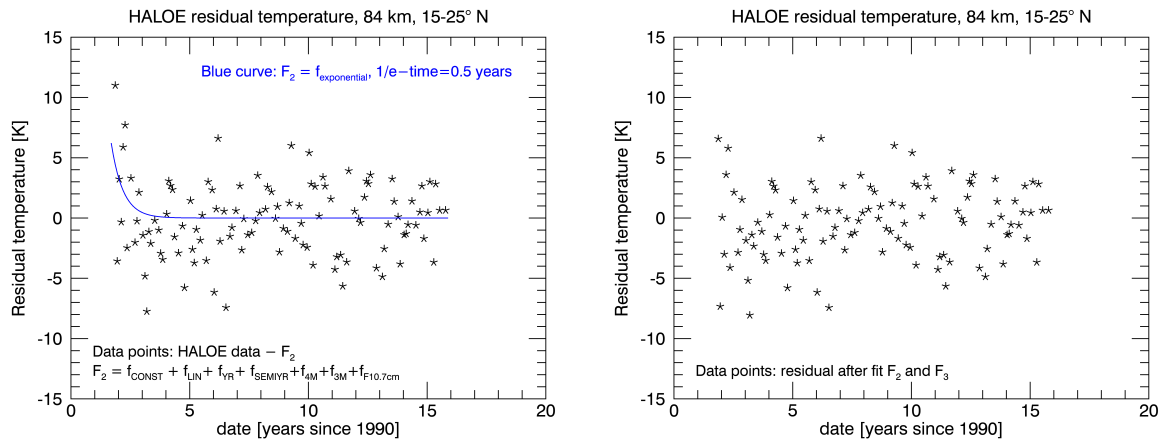 HALOE residual temperature, 84 km, 15-25° N
Residual temperature [K]
15
10
5
0
-5
-10
-15
Blue curve: F2 = fexponential, 1/e−time=0.5 years
Data points: HALOE data − F2
F2 = fCONST + fLIN+ fYR+ fSEMIYR+f4M+f3M+fF10.7cm
0 5 10 15 20
date [years since 1990]
HALOE residual temperature, 84 km, 15-25° N
Residual temperature [K]
15
10
5
0
-5
-10
-15
Data points: residual after fit F2 and F3
0 5 10 15 20
date [years since 1990]